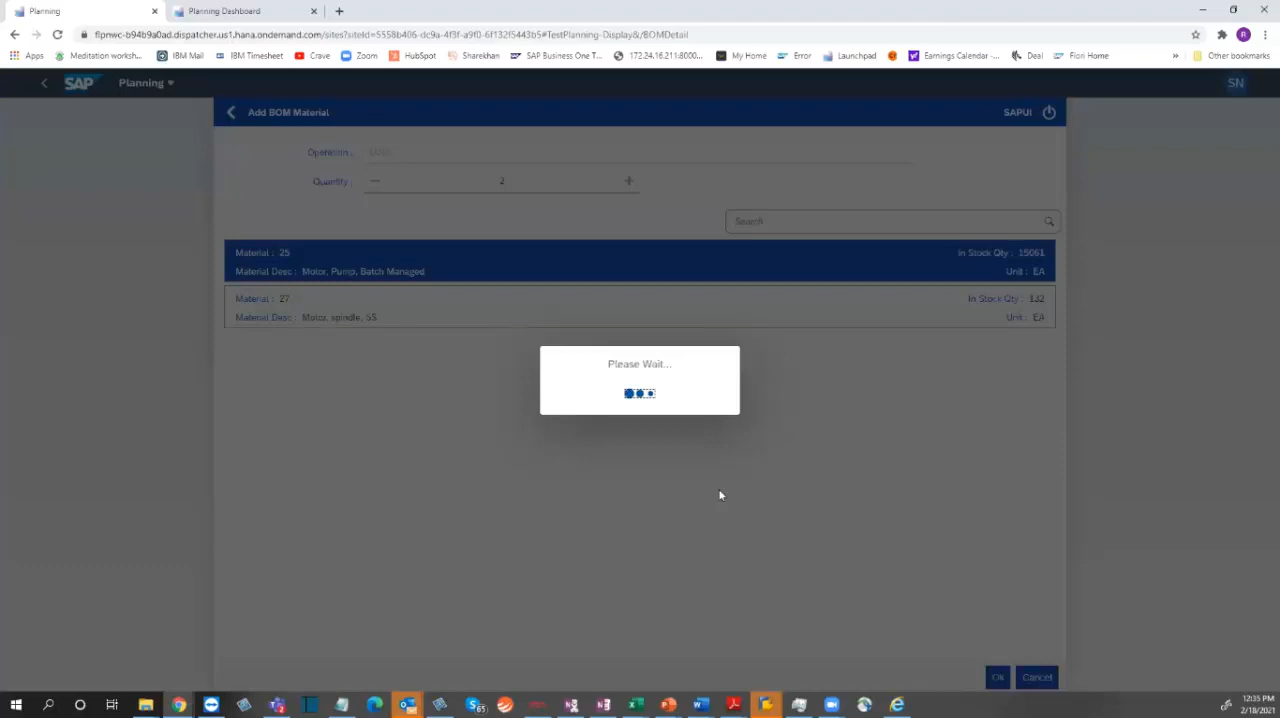 Planning
Planning Dashboard
flpnwc-b94b9a0ad.dispatcher.us1.hana.ondemand.com/sites?siteId=5558b406-dc9a-4f3f-a9f0-6f132f5443b5#TestPlanning-Display&/BOMDetail
R
Apps Meditation worksh... IBM Mail IBM Timesheet Crave Zoom HubSpot Sharekhan SAP Business One T... 172.24.16.211:8000... My Home Error Launchpad Earnings Calendar -... Deal Fiori Home » Other bookmarks
SAP Planning SN
Add BOM Material SAPUI
Operation :
Quantity : − 2 +
Search
Material : 25 In Stock Qty : 15061
Material Desc : Motor, Pump, Batch Managed Unit : EA
Material : 27 In Stock Qty : 132
Material Desc : Motor, spindle, Unit : EA
Please Wait...
Ok Cancel
65
12:35 PM
2/18/2021